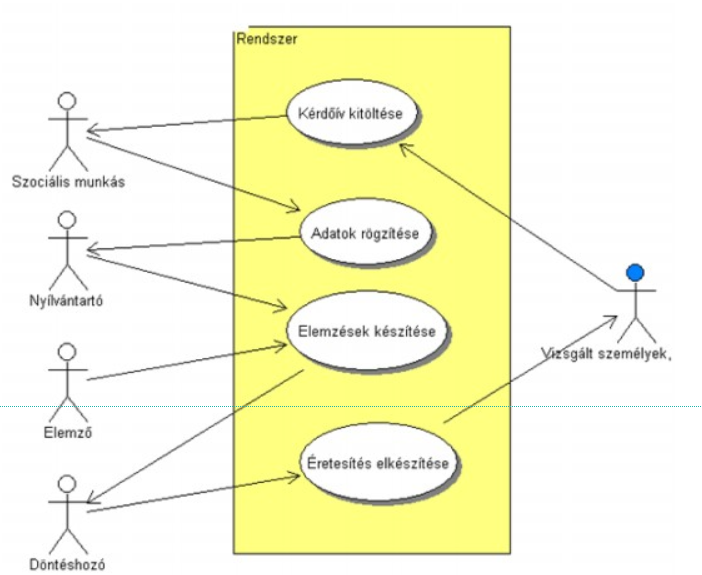 Rendszer
Kérdőív kitöltése
Szociális munkás
Adatok rögzítése
Nyílvántartó
Elemzések készítése
Vizsgált személyek,
Elemző
Éretesítés elkészítése
Döntéshozó